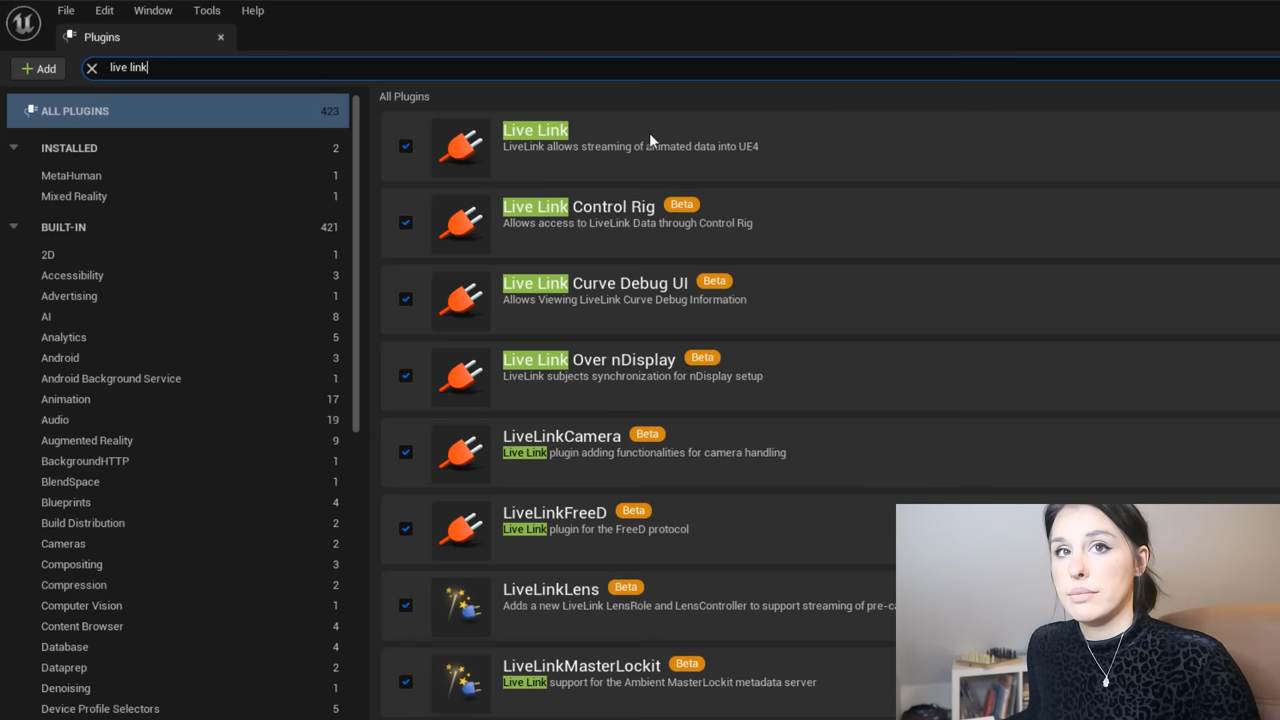 File Edit Window Tools Help
Plugins
Add
live link
ALL PLUGINS 423
INSTALLED 2
MetaHuman 1
Mixed Reality 1
BUILT-IN 421
2D 1
Accessibility 3
Advertising 1
AI 8
Analytics 5
Android 3
Android Background Service 1
Animation 17
Audio 19
Augmented Reality 9
BackgroundHTTP 1
BlendSpace 1
Blueprints 4
Build Distribution 2
Cameras 2
Compositing 3
Compression 2
Computer Vision 1
Content Browser 4
Database 4
Dataprep 2
Denoising 1
Device Profile Selectors 5
All Plugins
Live Link
LiveLink allows streaming of animated data into UE4
Live Link Control Rig Beta
Allows access to LiveLink Data through Control Rig
Live Link Curve Debug UI Beta
Allows Viewing LiveLink Curve Debug Information
Live Link Over nDisplay Beta
LiveLink subjects synchronization for nDisplay setup
LiveLinkCamera Beta
Live Link plugin adding functionalities for camera handling
LiveLinkFreeD Beta
Live Link plugin for the FreeD protocol
LiveLinkLens Beta
Adds a new LiveLink LensRole and LensController to support streaming of
LiveLinkMasterLockit Beta
Live Link support for the Ambient MasterLockit metadata server